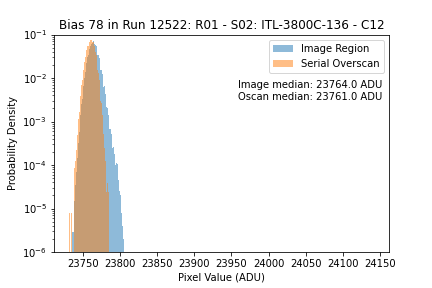 Bias 78 in Run 12522: R01 - S02: ITL-3800C-136 - C12
Image Region
Serial Overscan
Image median: 23764.0 ADU
Oscan median: 23761.0 ADU
Probability Density
10⁻¹
10⁻²
10⁻³
10⁻⁴
10⁻⁵
10⁻⁶
23750 23800 23850 23900 23950 24000 24050 24100 24150
Pixel Value (ADU)